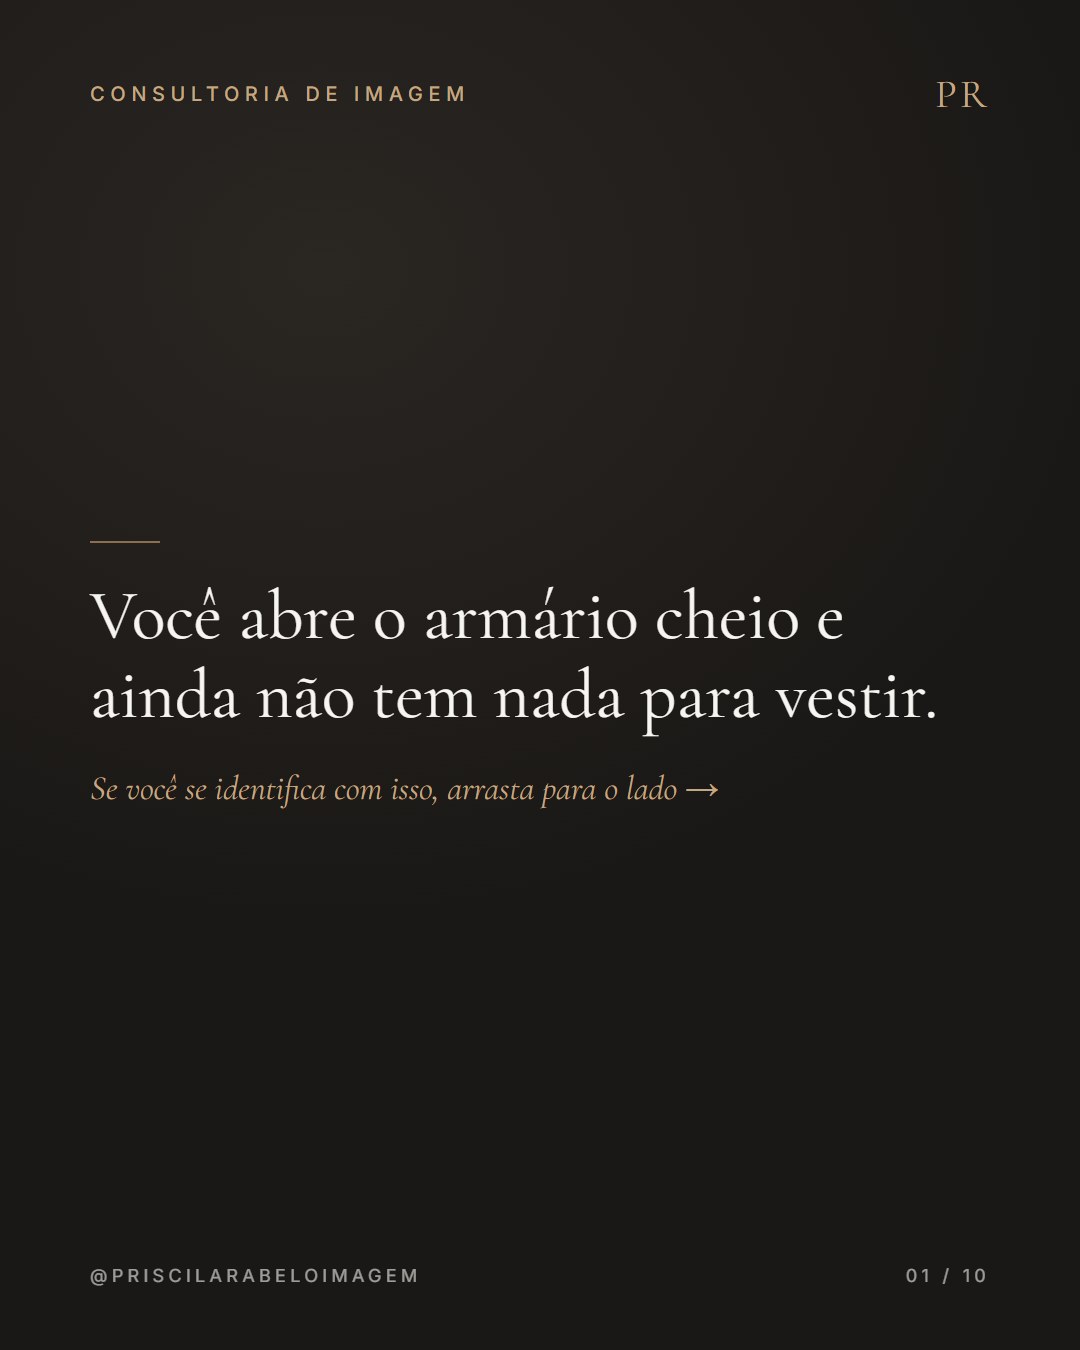 CONSULTORIA DE IMAGEM
PR
Você abre o armário cheio e
ainda não tem nada para vestir.
Se você se identifica com isso, arrasta para o lado →
@PRISCILARABELOIMAGEM
01 / 10